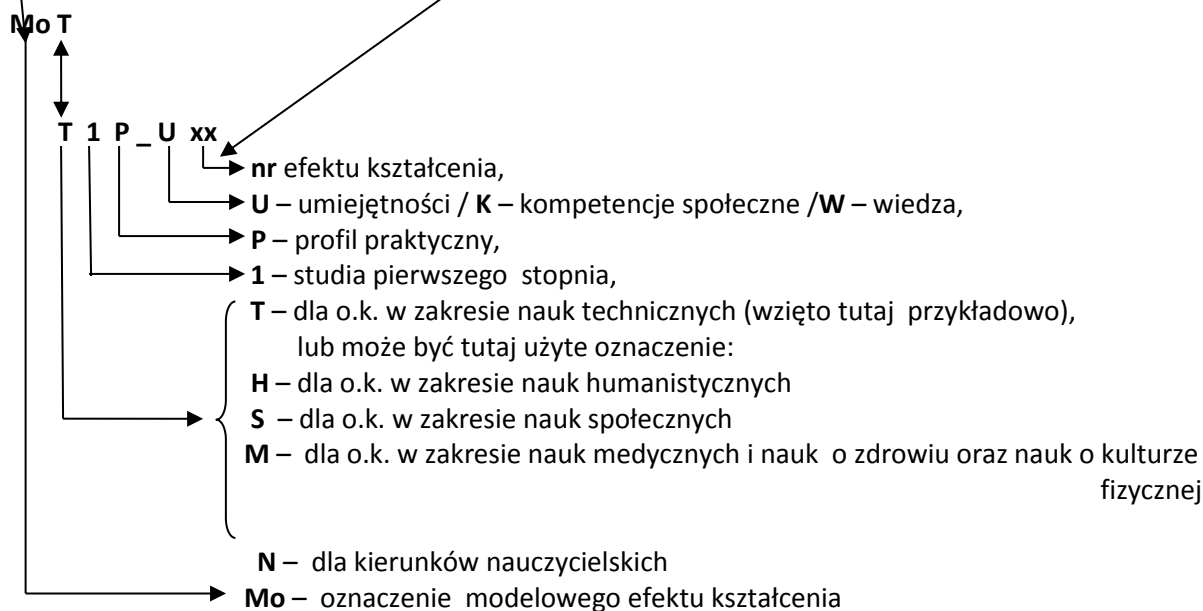 Mo T
T 1 P _ U xx
nr efektu kształcenia,
U – umiejętności / K – kompetencje społeczne /W – wiedza,
P – profil praktyczny,
1 – studia pierwszego stopnia,
T – dla o.k. w zakresie nauk technicznych (wzięto tutaj przykładowo),
lub może być tutaj użyte oznaczenie:
H – dla o.k. w zakresie nauk humanistycznych
S – dla o.k. w zakresie nauk społecznych
M – dla o.k. w zakresie nauk medycznych i nauk o zdrowiu oraz nauk o kulturze
fizycznej
N – dla kierunków nauczycielskich
Mo – oznaczenie modelowego efektu kształcenia